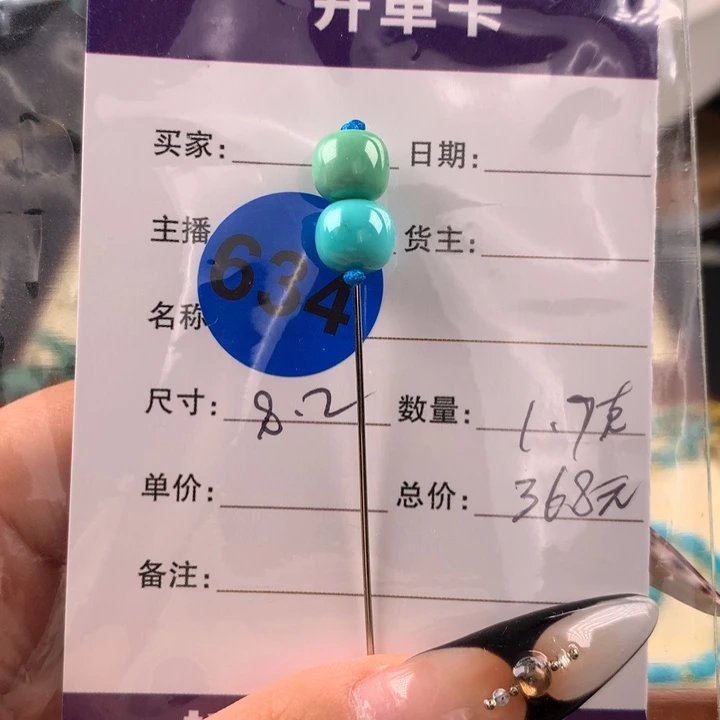 开单卡
买家: 日期:
主播 货主:
634
名称
尺寸: 8.2 数量: 1.7克
单价: 总价: 368元
备注: